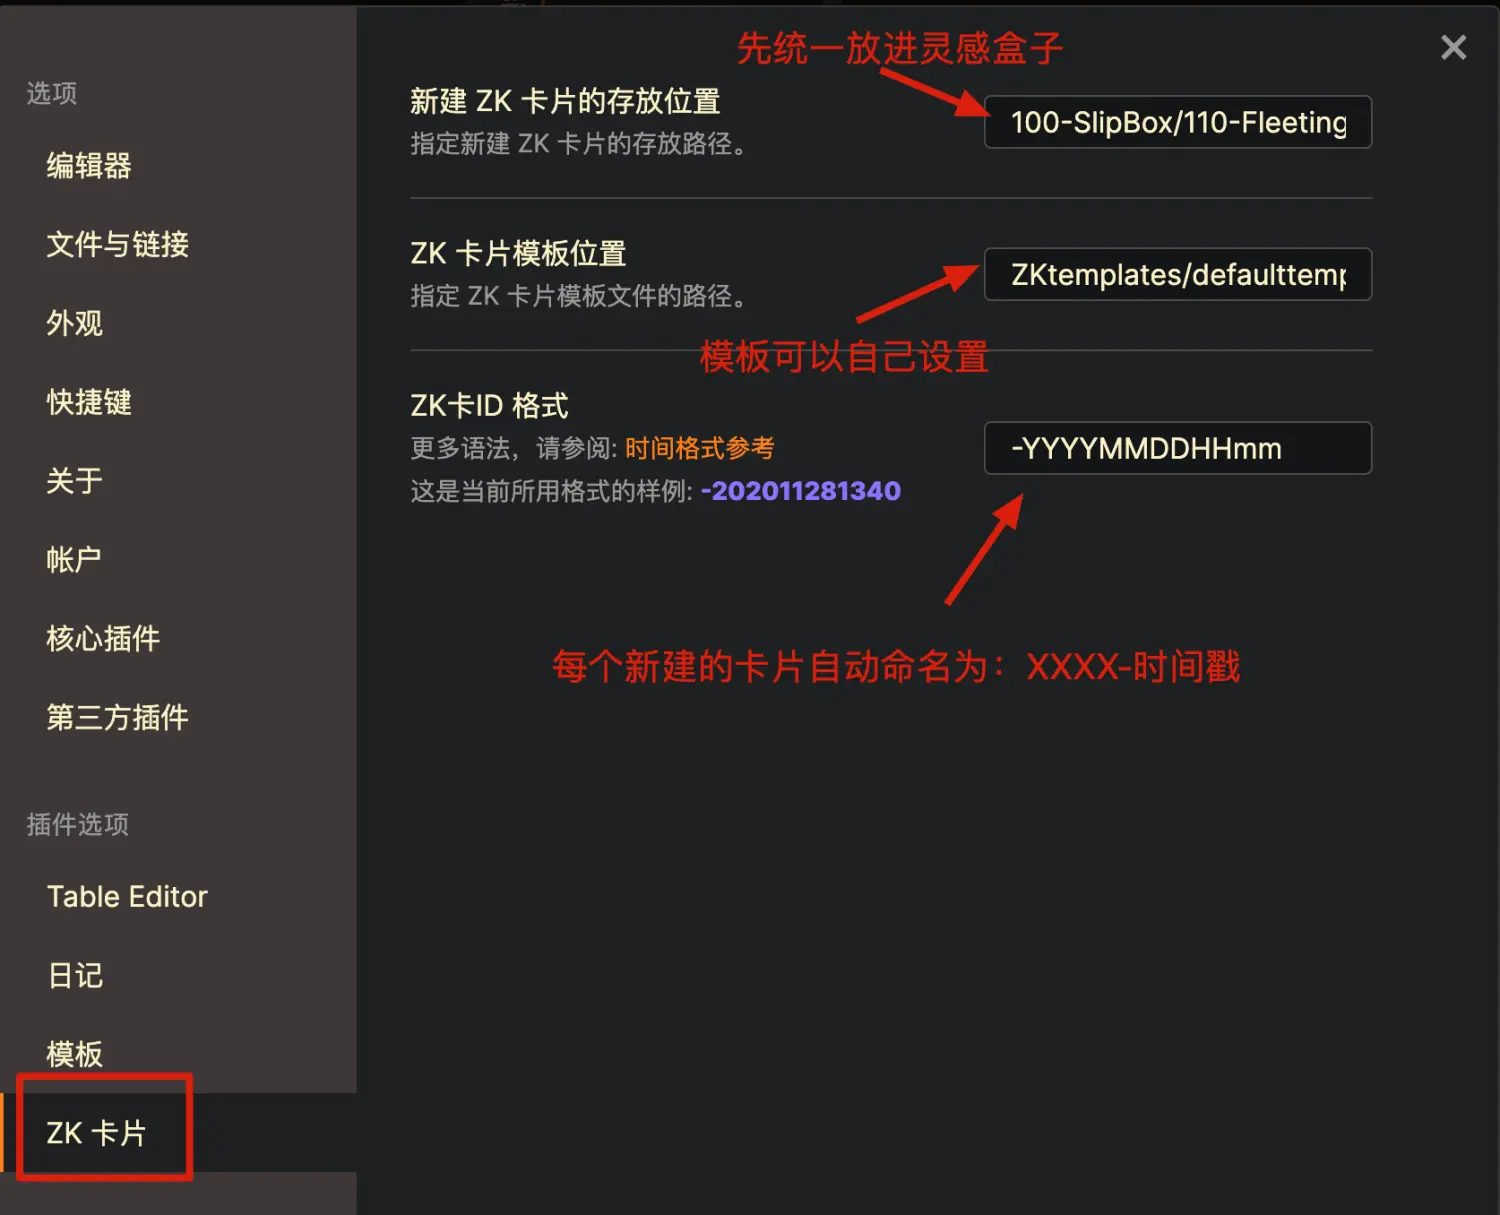 选项
编辑器
文件与链接
外观
快捷键
关于
帐户
核心插件
第三方插件
插件选项
Table Editor
日记
模板
ZK 卡片
先统一放进灵感盒子
新建 ZK 卡片的存放位置
指定新建 ZK 卡片的存放路径。
100-SlipBox/110-Fleeting
ZK 卡片模板位置
指定 ZK 卡片模板文件的路径。
ZKtemplates/defaulttemp
模板可以自己设置
ZK卡ID 格式
更多语法，请参阅: 时间格式参考
这是当前所用格式的样例: -202011281340
-YYYYMMDDHHmm
每个新建的卡片自动命名为：XXXX-时间戳